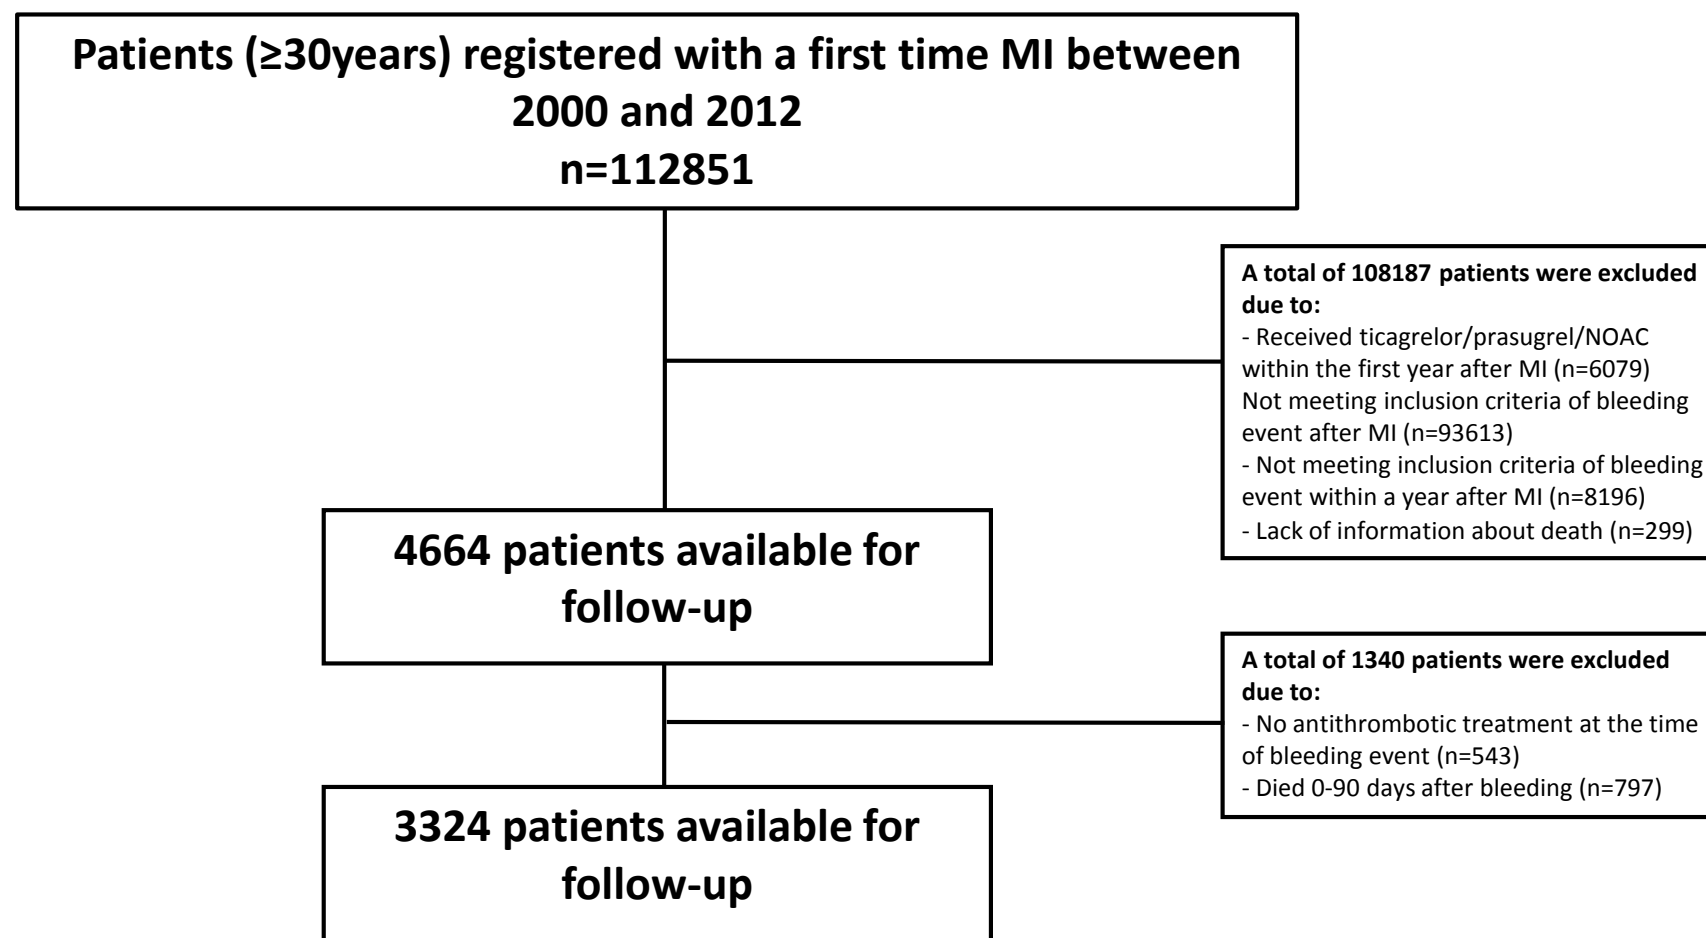 Patients (≥30years) registered with a first time MI between
2000 and 2012
n=112851
A total of 108187 patients were excluded
due to:
- Received ticagrelor/prasugrel/NOAC
within the first year after MI (n=6079)
Not meeting inclusion criteria of bleeding
event after MI (n=93613)
- Not meeting inclusion criteria of bleeding
event within a year after MI (n=8196)
- Lack of information about death (n=299)
4664 patients available for
follow-up
A total of 1340 patients were excluded
due to:
- No antithrombotic treatment at the time
of bleeding event (n=543)
- Died 0-90 days after bleeding (n=797)
3324 patients available for
follow-up